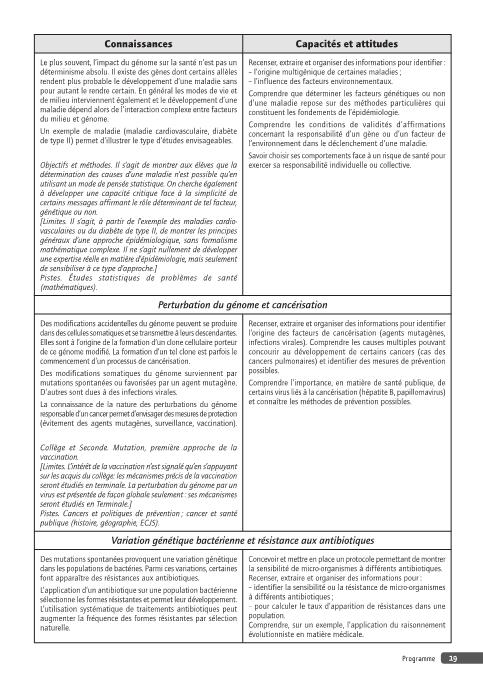 Connaissances
Capacités et attitudes
Le plus souvent, l'impact du génome sur la santé n'est pas un
déterminisme absolu. Il existe des gènes dont certains allèles
rendent plus probable le développement d'une maladie sans
pour autant le rendre certain. En général les modes de vie et
de milieu interviennent également et le développement d'une
maladie dépend alors de l'interaction complexe entre facteurs
du milieu et génome.
Un exemple de maladie (maladie cardiovasculaire, diabète
de type II) permet d'illustrer le type d'études envisageables.
Objectifs et méthodes. Il s'agit de montrer aux élèves que la
détermination des causes d'une maladie n'est possible qu'en
utilisant un mode de pensée statistique. On cherche également
à développer une capacité critique face à la simplicité de
certains messages affirmant le rôle déterminant de tel facteur,
génétique ou non.
[Limites. Il s'agit, à partir de l'exemple des maladies cardio-
vasculaires ou du diabète de type II, de montrer les principes
généraux d'une approche épidémiologique, sans formalisme
mathématique complexe. Il ne s'agit nullement de développer
une expertise réelle en matière d'épidémiologie, mais seulement
de sensibiliser à ce type d'approche.]
Pistes. Études statistiques de problèmes de santé
(mathématiques).
Recenser, extraire et organiser des informations pour identifier :
– l'origine multigénique de certaines maladies ;
– l'influence des facteurs environnementaux.
Comprendre que déterminer les facteurs génétiques ou non
d'une maladie repose sur des méthodes particulières qui
constituent les fondements de l'épidémiologie.
Comprendre les conditions de validités d'affirmations
concernant la responsabilité d'un gène ou d'un facteur de
l'environnement dans le déclenchement d'une maladie.
Savoir choisir ses comportements face à un risque de santé pour
exercer sa responsabilité individuelle ou collective.
Perturbation du génome et cancérisation
Des modifications accidentelles du génome peuvent se produire
dans des cellules somatiques et se transmettre à leurs descendantes.
Elles sont à l'origine de la formation d'un clone cellulaire porteur
de ce génome modifié. La formation d'un tel clone est parfois le
commencement d'un processus de cancérisation.
Des modifications somatiques du génome surviennent par
mutations spontanées ou favorisées par un agent mutagène.
D'autres sont dues à des infections virales.
La connaissance de la nature des perturbations du génome
responsable d'un cancer permet d'envisager des mesures de protection
(évitement des agents mutagènes, surveillance, vaccination).
Collège et Seconde. Mutation, première approche de la
vaccination.
[Limites. L'intérêt de la vaccination n'est signalé qu'en s'appuyant
sur les acquis du collège: les mécanismes précis de la vaccination
seront étudiés en terminale. La perturbation du génome par un
virus est présentée de façon globale seulement : ses mécanismes
seront étudiés en Terminale.]
Pistes. Cancers et politiques de prévention ; cancer et santé
publique (histoire, géographie, ECJS).
Recenser, extraire et organiser des informations pour identifier
l'origine des facteurs de cancérisation (agents mutagènes,
infections virales). Comprendre les causes multiples pouvant
concourir au développement de certains cancers (cas des
cancers pulmonaires) et identifier des mesures de prévention
possibles.
Comprendre l'importance, en matière de santé publique, de
certains virus liés à la cancérisation (hépatite B, papillomavirus)
et connaître les méthodes de prévention possibles.
Variation génétique bactérienne et résistance aux antibiotiques
Des mutations spontanées provoquent une variation génétique
dans les populations de bactéries. Parmi ces variations, certaines
font apparaître des résistances aux antibiotiques.
L'application d'un antibiotique sur une population bactérienne
sélectionne les formes résistantes et permet leur développement.
L'utilisation systématique de traitements antibiotiques peut
augmenter la fréquence des formes résistantes par sélection
naturelle.
Concevoir et mettre en place un protocole permettant de montrer
la sensibilité de micro-organismes à différents antibiotiques.
Recenser, extraire et organiser des informations pour :
– identifier la sensibilité ou la résistance de micro-organismes
à différents antibiotiques ;
– pour calculer le taux d'apparition de résistances dans une
population.
Comprendre, sur un exemple, l'application du raisonnement
évolutionniste en matière médicale.
Programme 19